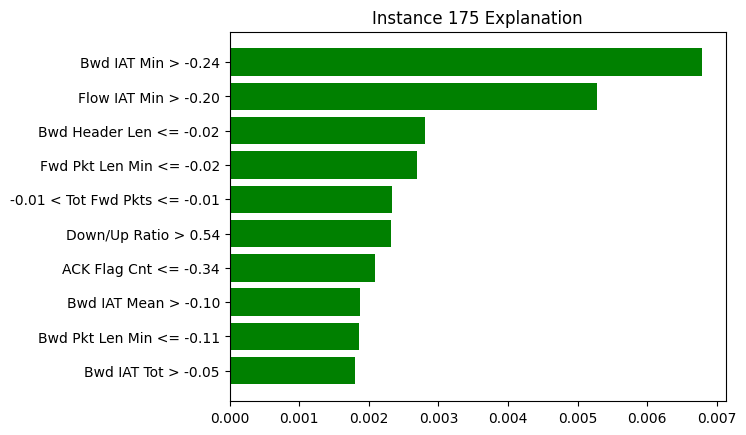 Instance 175 Explanation
Bwd IAT Min > -0.24
Flow IAT Min > -0.20
Bwd Header Len <= -0.02
Fwd Pkt Len Min <= -0.02
-0.01 < Tot Fwd Pkts <= -0.01
Down/Up Ratio > 0.54
ACK Flag Cnt <= -0.34
Bwd IAT Mean > -0.10
Bwd Pkt Len Min <= -0.11
Bwd IAT Tot > -0.05
0.000 0.001 0.002 0.003 0.004 0.005 0.006 0.007